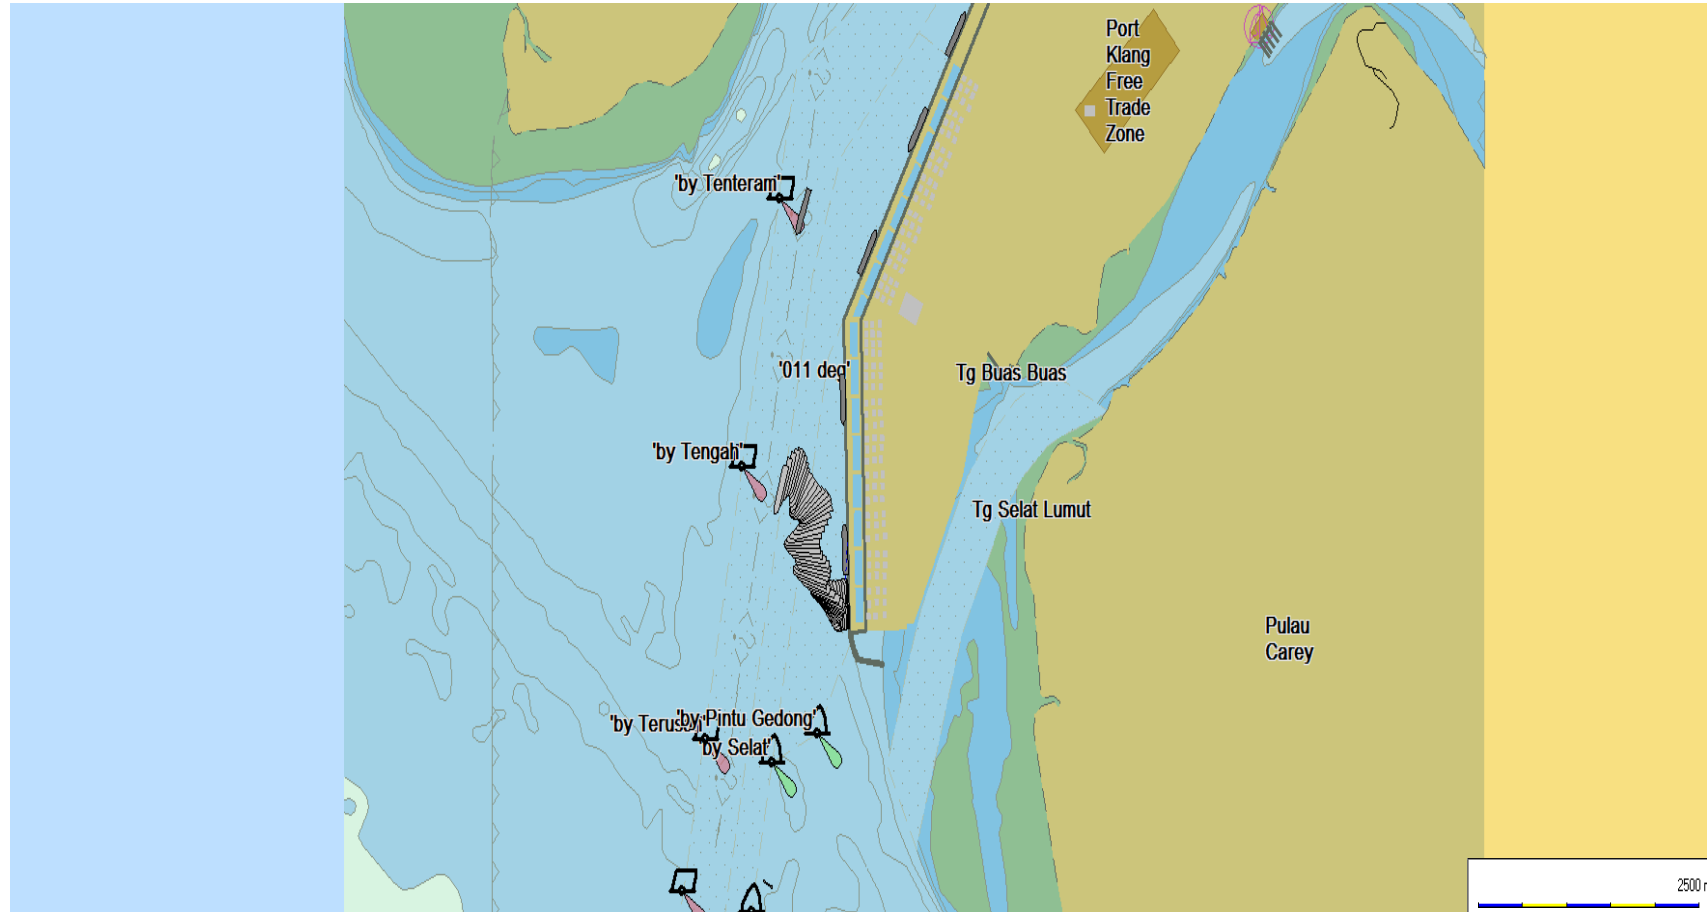 Port
Klang
Free
Trade
Zone
'by Tenteram'
'011 deg'
Tg Buas Buas
'by Tengah'
Tg Selat Lumut
Pulau
Carey
'by Pintu Gedong'
'by Selat'
2500